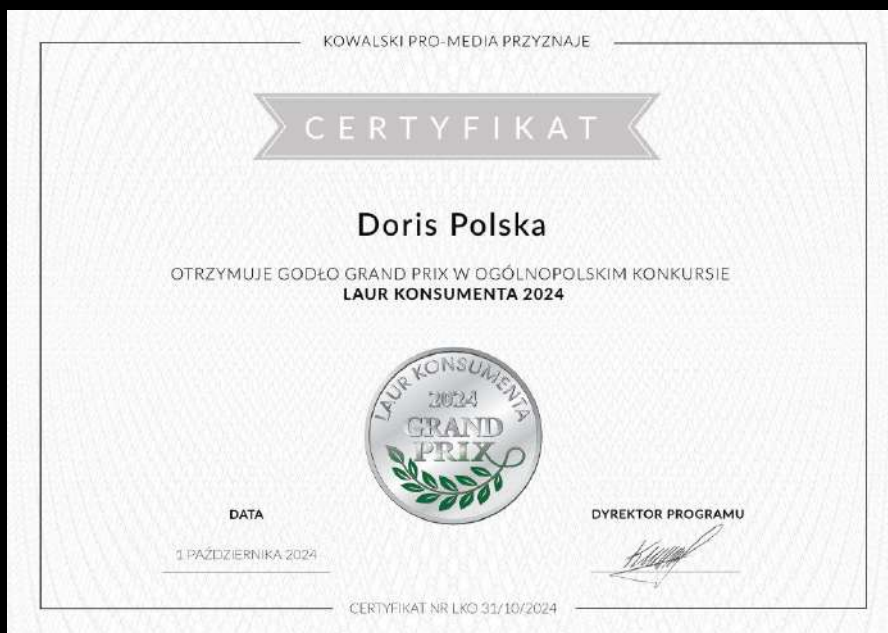 KOWALSKI PRO-MEDIA PRZYZNAJE
CERTYFIKAT
Doris Polska
OTRZYMUJE GODŁO GRAND PRIX W OGÓLNOPOLSKIM KONKURSIE
LAUR KONSUMENTA 2024
LAUR KONSUMENTA
2024
GRAND
PRIX
DATA
DYREKTOR PROGRAMU
1 PAŹDZIERNIKA 2024
CERTYFIKAT NR LKO 31/10/2024